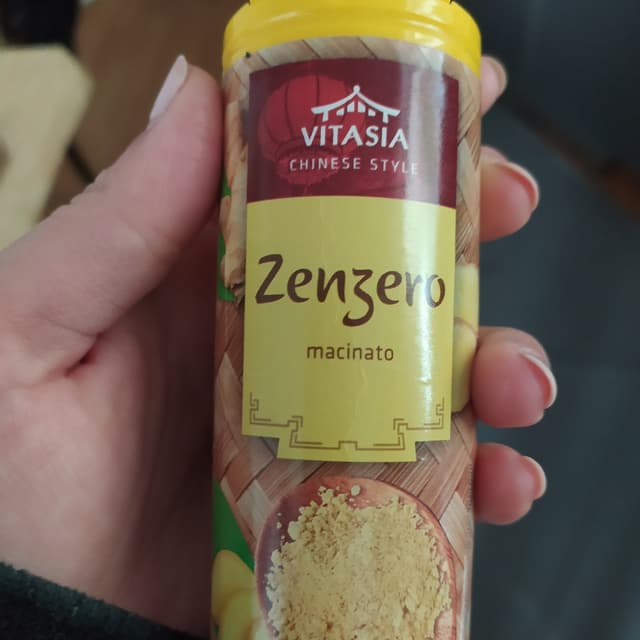 VITASIA
CHINESE STYLE
Zenzero
macinato